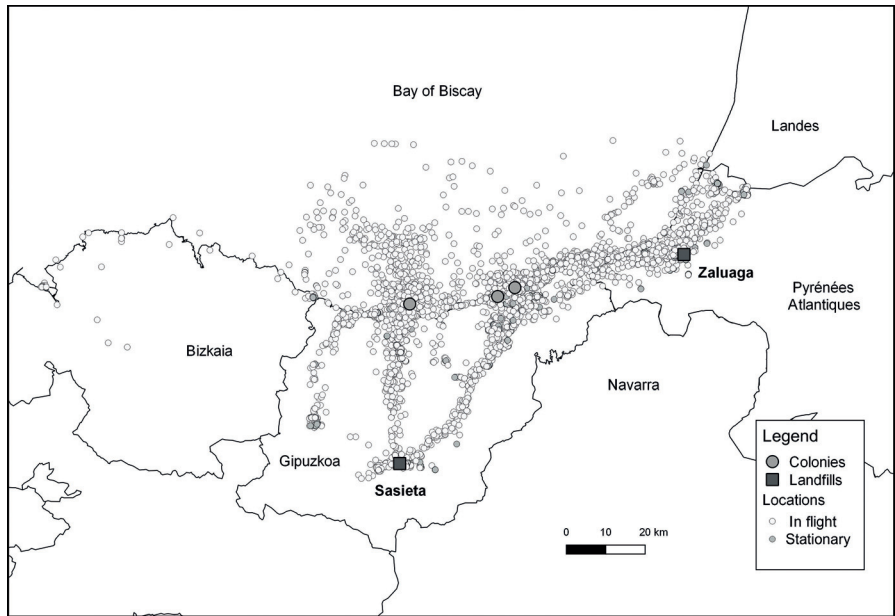 Bay of Biscay
Landes
Zaluaga
Pyrénées
Atlantiques
Bizkaia
Navarra
Gipuzkoa
Sasieta
Legend
Colonies
Landfills
Locations
In flight
Stationary
0 10 20 km